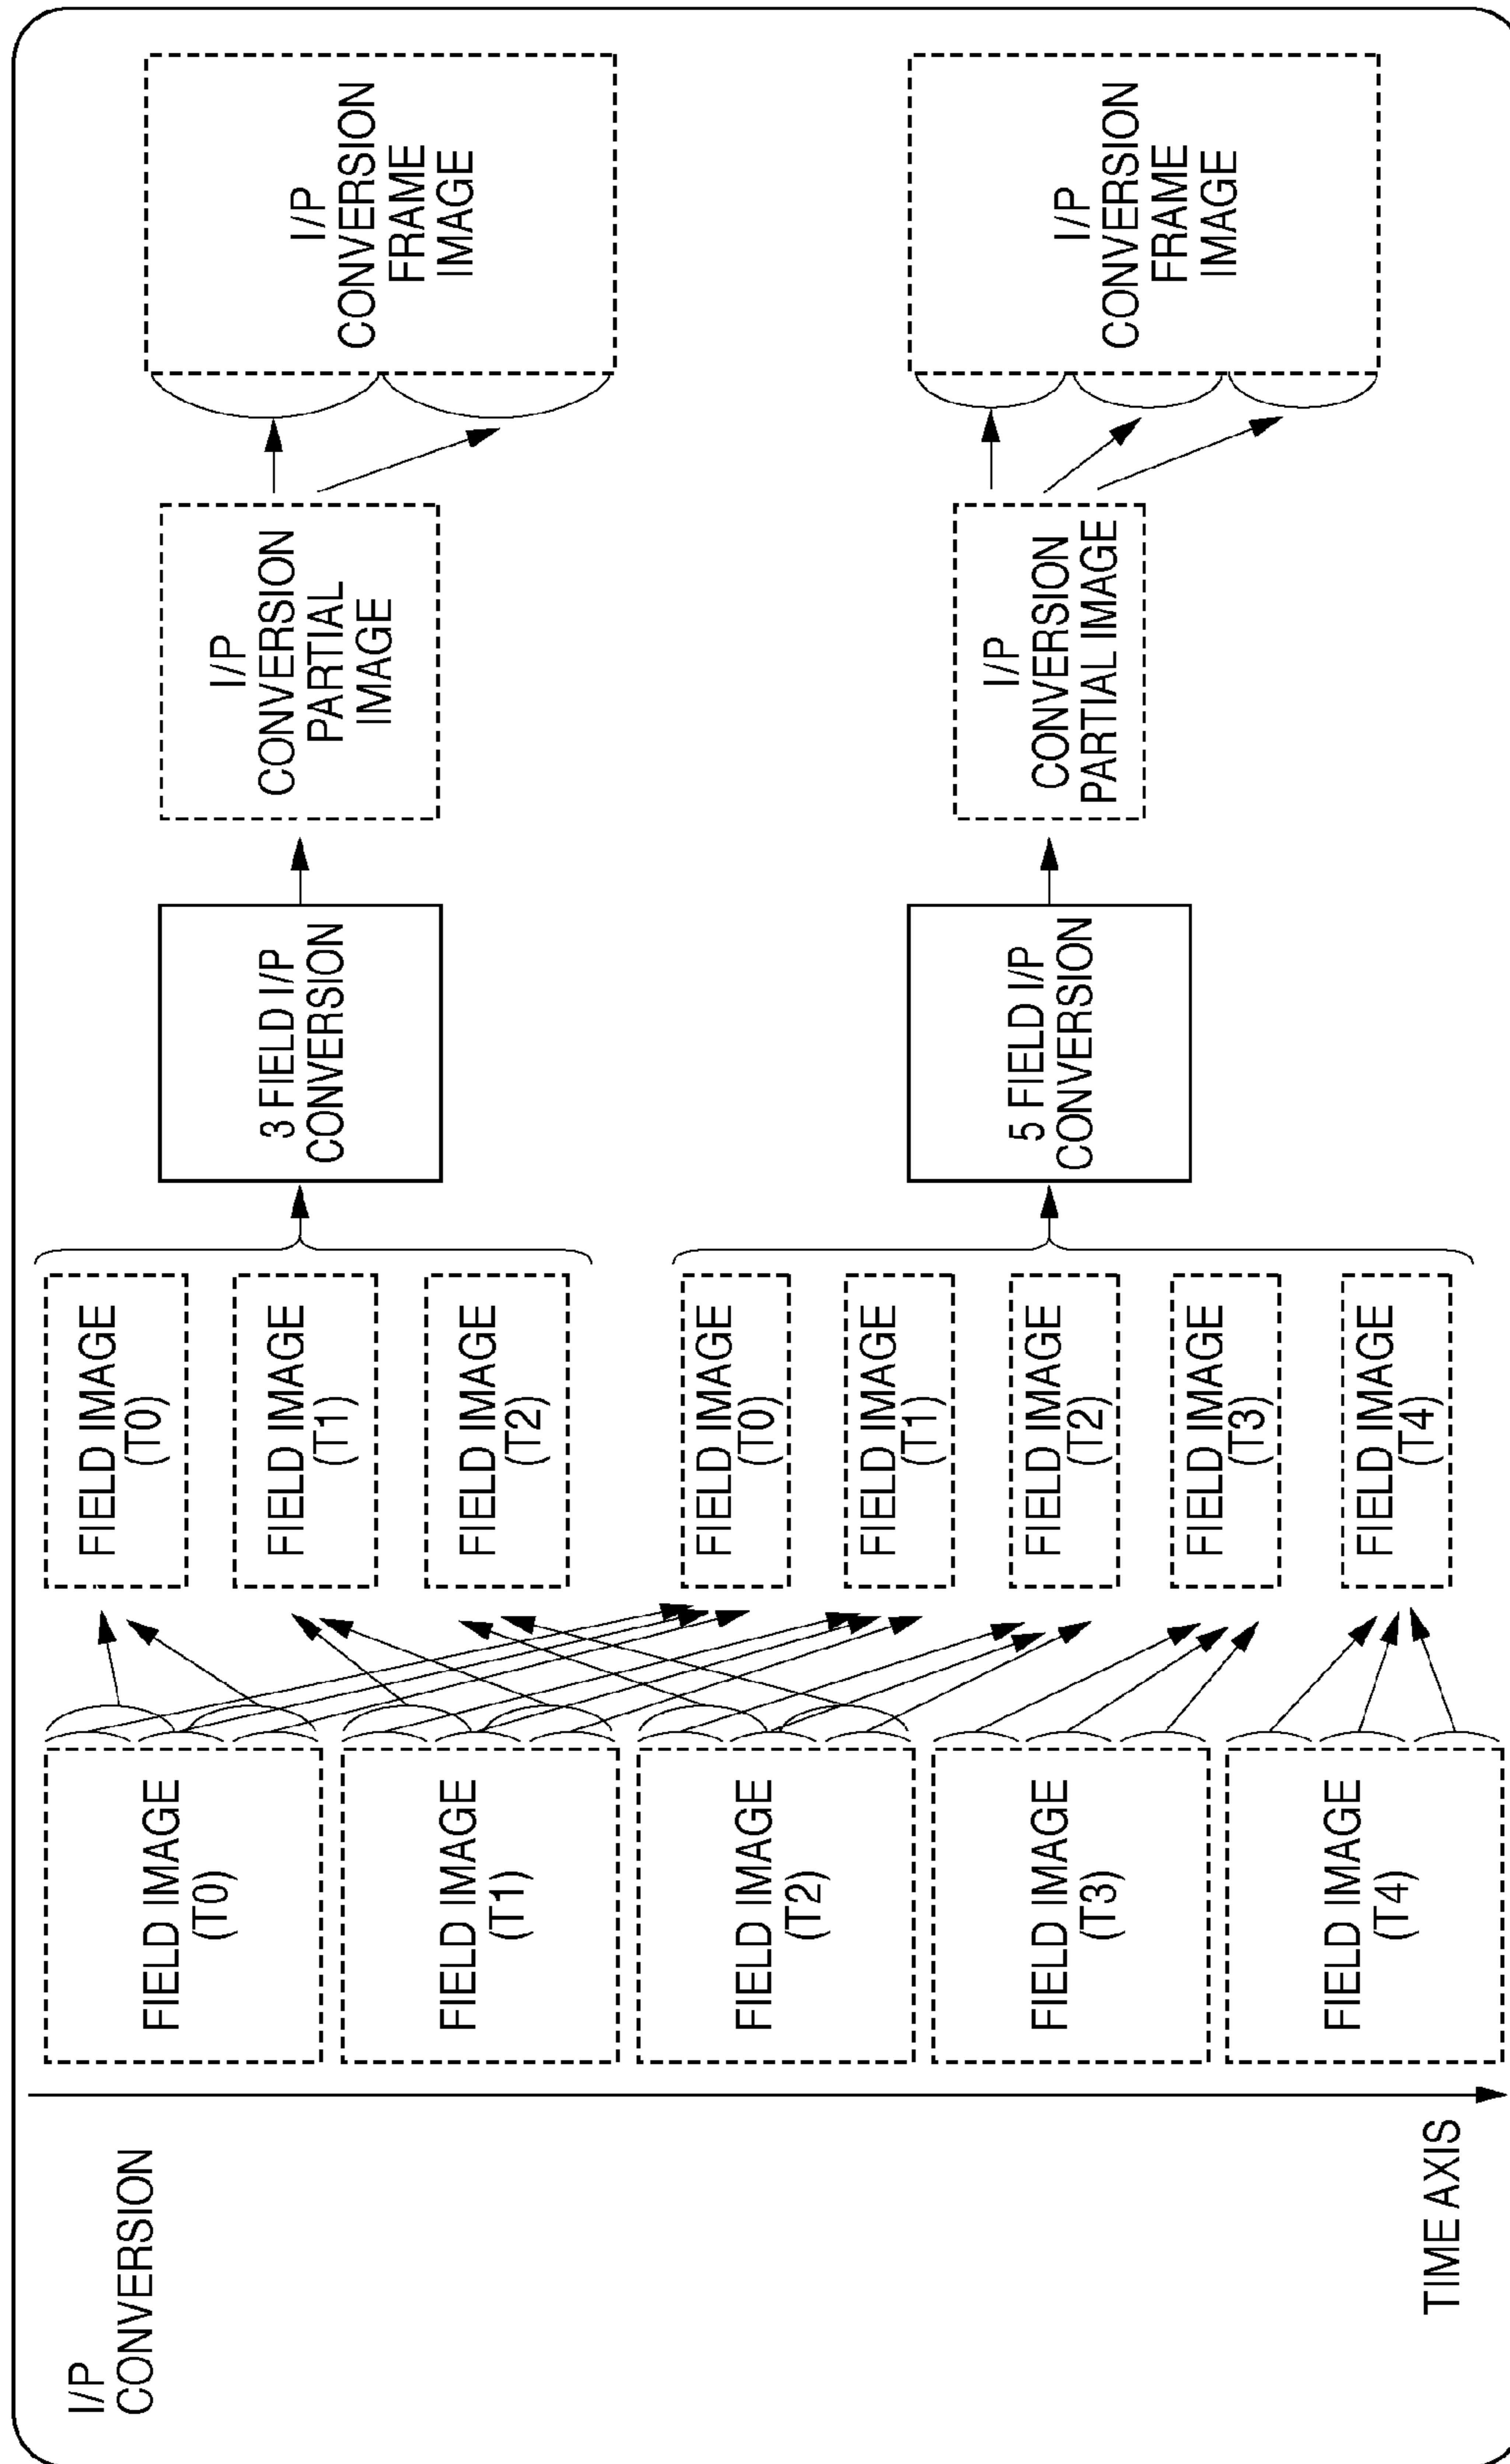 I/P
CONVERSION
TIME AXIS
FIELD IMAGE
(T0)
FIELD IMAGE
(T1)
FIELD IMAGE
(T2)
FIELD IMAGE
(T3)
FIELD IMAGE
(T4)
FIELD IMAGE
(T0)
FIELD IMAGE
(T1)
FIELD IMAGE
(T2)
FIELD IMAGE
(T0)
FIELD IMAGE
(T1)
FIELD IMAGE
(T2)
FIELD IMAGE
(T3)
FIELD IMAGE
(T4)
3 FIELD I/P
CONVERSION
5 FIELD I/P
CONVERSION
I/P
CONVERSION
PARTIAL
IMAGE
I/P
CONVERSION
PARTIAL IMAGE
I/P
CONVERSION
FRAME
IMAGE
I/P
CONVERSION
FRAME
IMAGE